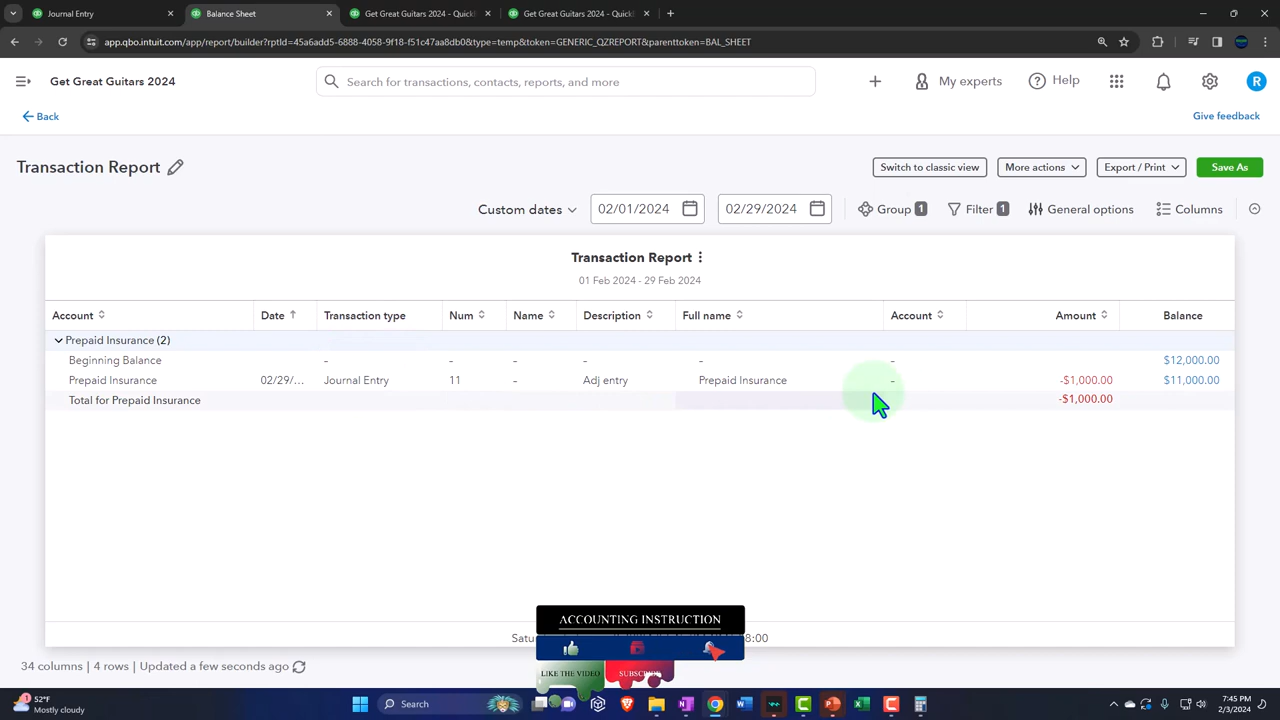 Journal Entry
Balance Sheet
Get Great Guitars 2024 - Quick
Get Great Guitars 2024 - Quick
app.qbo.intuit.com/app/report/builder?rptId=45a6add5-6888-4058-9f18-f51c47aa8db0&type=temp&token=GENERIC_QZREPORT&parenttoken=BAL_SHEET
Get Great Guitars 2024
Search for transactions, contacts, reports, and more
My experts
Help
R
Back
Give feedback
Transaction Report
Switch to classic view
More actions
Export / Print
Save As
Custom dates
02/01/2024
02/29/2024
Group 1
Filter 1
General options
Columns
Transaction Report
01 Feb 2024 - 29 Feb 2024
Account Date Transaction type Num Name Description Full name Account Amount Balance
Prepaid Insurance (2)
Beginning Balance - - - - - - $12,000.00
Prepaid Insurance 02/29/... Journal Entry 11 - Adj entry Prepaid Insurance - -$1,000.00 $11,000.00
Total for Prepaid Insurance -$1,000.00
ACCOUNTING INSTRUCTION
LIKE THE VIDEO
34 columns | 4 rows | Updated a few seconds ago
52°F
Mostly cloudy
Search
7:45 PM
2/3/2024